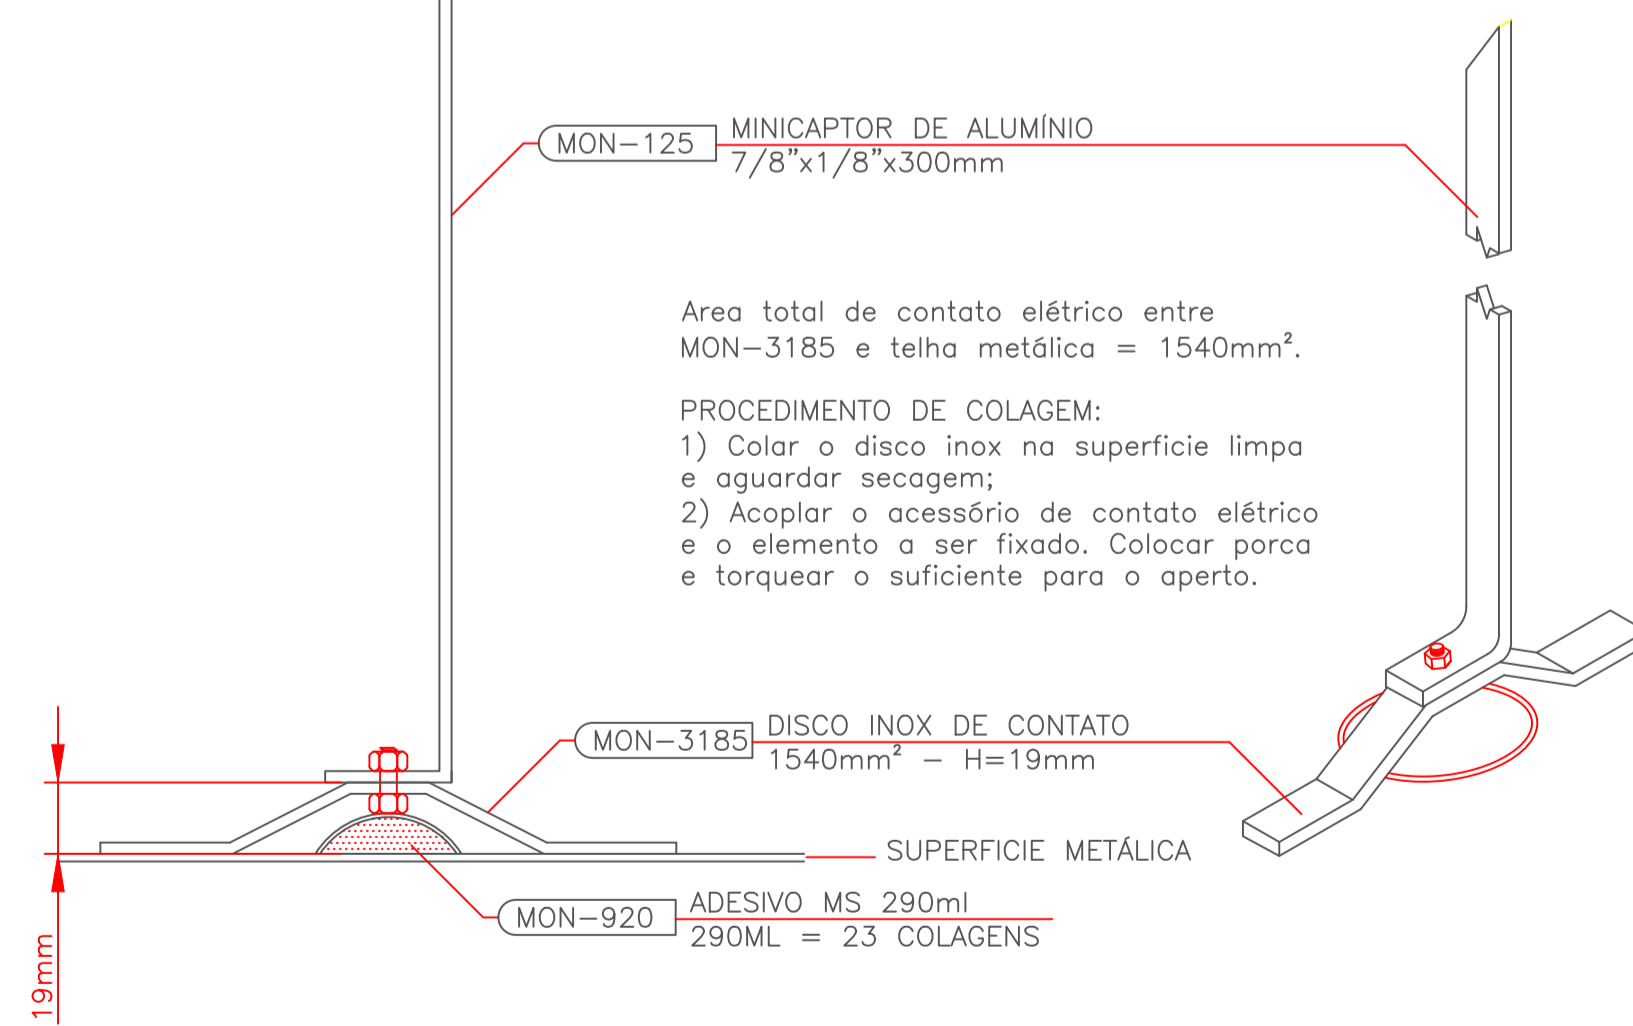 MON-125
MINICAPTOR DE ALUMÍNIO
7/8"x1/8"x300mm
Area total de contato elétrico entre
MON-3185 e telha metálica = 1540mm².
PROCEDIMENTO DE COLAGEM:
1) Colar o disco inox na superficie limpa
e aguardar secagem;
2) Acoplar o acessório de contato elétrico
e o elemento a ser fixado. Colocar porca
e torquear o suficiente para o aperto.
MON-3185
DISCO INOX DE CONTATO
1540mm² - H=19mm
SUPERFICIE METÁLICA
MON-920
ADESIVO MS 290ml
290ML = 23 COLAGENS
19mm